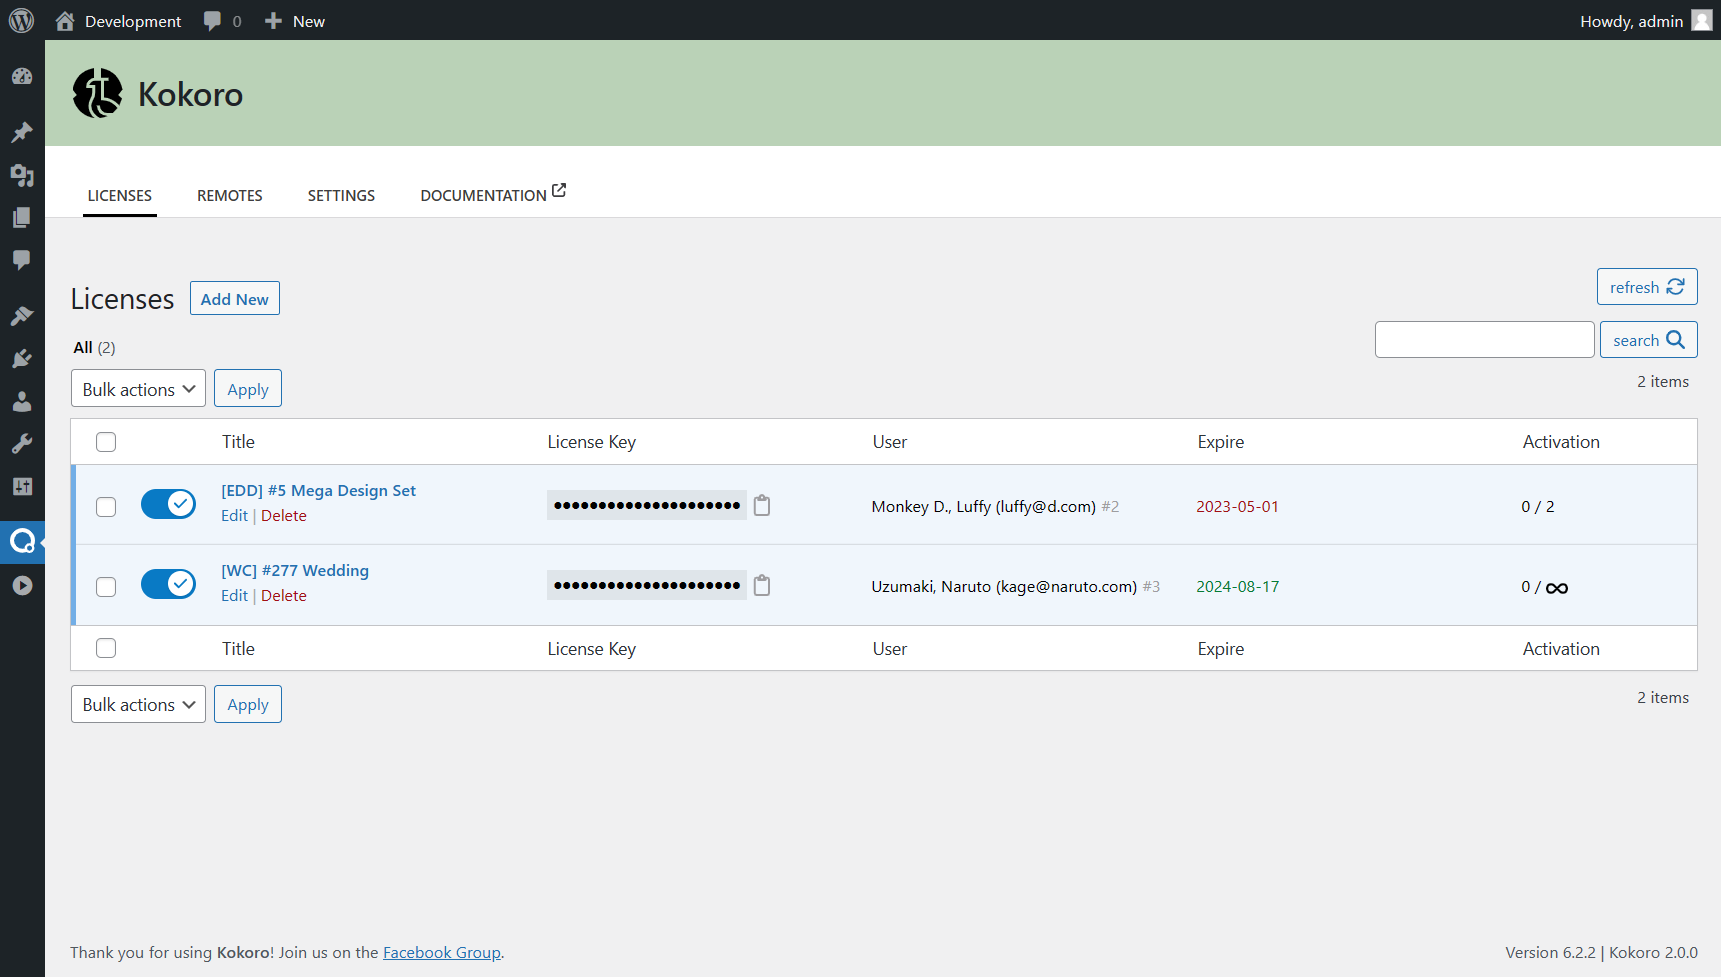 Development 0 New Howdy, admin
Kokoro
LICENSES REMOTES SETTINGS DOCUMENTATION
refresh
Licenses Add New
search
All (2)
2 items
Bulk actions Apply
Title License Key User Expire Activation
[EDD] #5 Mega Design Set
Edit | Delete
●●●●●●●●●●●●●●●●●●●● Monkey D., Luffy (luffy@d.com) #2 2023-05-01 0 / 2
[WC] #277 Wedding
Edit | Delete
●●●●●●●●●●●●●●●●●●●● Uzumaki, Naruto (kage@naruto.com) #3 2024-08-17 0 / ∞
Title License Key User Expire Activation
Bulk actions Apply 2 items
Thank you for using Kokoro! Join us on the Facebook Group. Version 6.2.2 | Kokoro 2.0.0